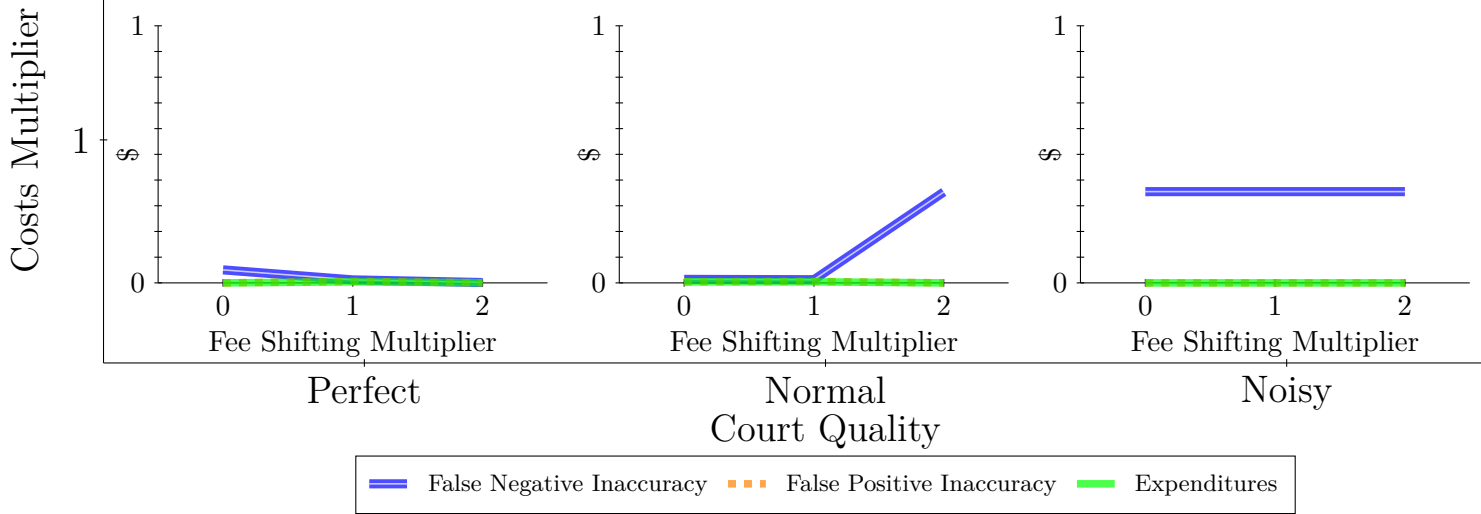 Costs Multiplier
1
1
$
0
0 1 2
Fee Shifting Multiplier
1
$
0
0 1 2
Fee Shifting Multiplier
1
$
0
0 1 2
Fee Shifting Multiplier
Perfect Normal Noisy
Court Quality
False Negative Inaccuracy False Positive Inaccuracy Expenditures